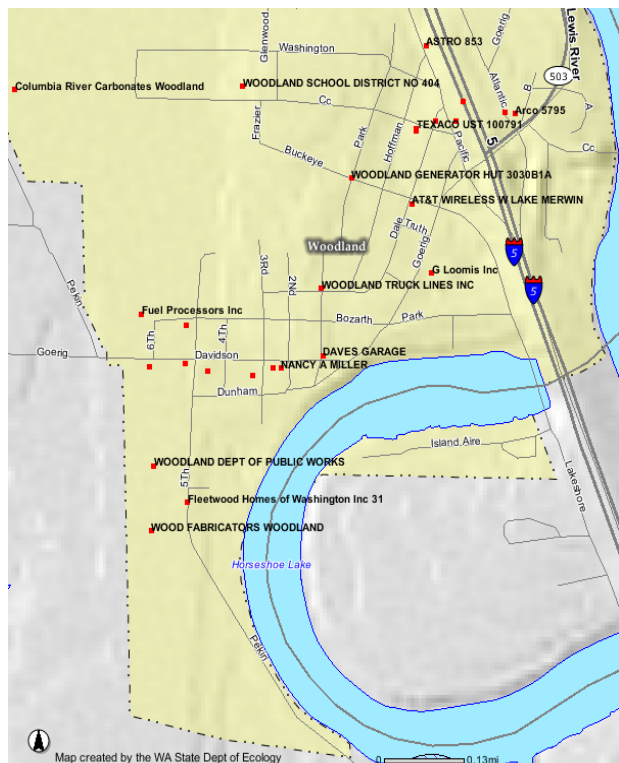 Lewis River
Goerig
Glenwood
ASTRO 853
Washington
503
Columbia River Carbonates Woodland
WOODLAND SCHOOL DISTRICT NO 404
Atlantic
B
A
Cc
Arco 5795
Frazier
Park
Hoffman
TEXACO UST 100791
Pacific
5
Cc
Buckeye
WOODLAND GENERATOR HUT 3030B1A
AT&T WIRELESS W LAKE MERWIN
Dale
Truth
Goerig
Woodland
5
3Rd
2Nd
G Loomis Inc
5
Pekin
WOODLAND TRUCK LINES INC
Fuel Processors Inc
6Th
4Th
Bozarth
Park
Goerig
Davidson
DAVES GARAGE
NANCY A MILLER
Dunham
Island Aire
WOODLAND DEPT OF PUBLIC WORKS
Lakeshore
5Th
Fleetwood Homes of Washington Inc 31
WOOD FABRICATORS WOODLAND
Horseshoe Lake
Pekin
Map created by the WA State Dept of Ecology
0 0.13mi